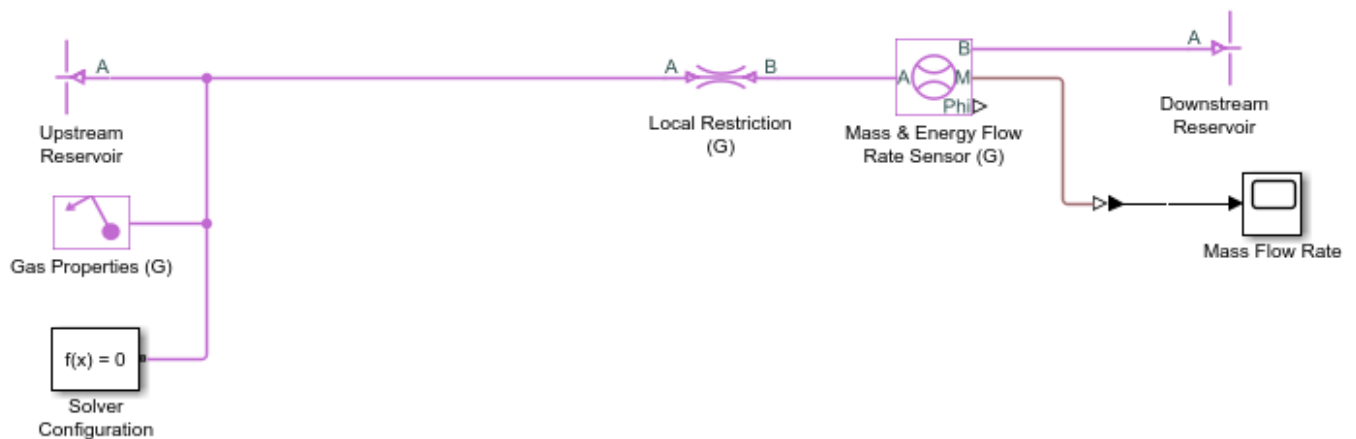 A
Upstream
Reservoir
Gas Properties (G)
f(x) = 0
Solver
Configuration
A
B
Local Restriction
(G)
A
B
M
Phi
Mass & Energy Flow
Rate Sensor (G)
A
Downstream
Reservoir
Mass Flow Rate